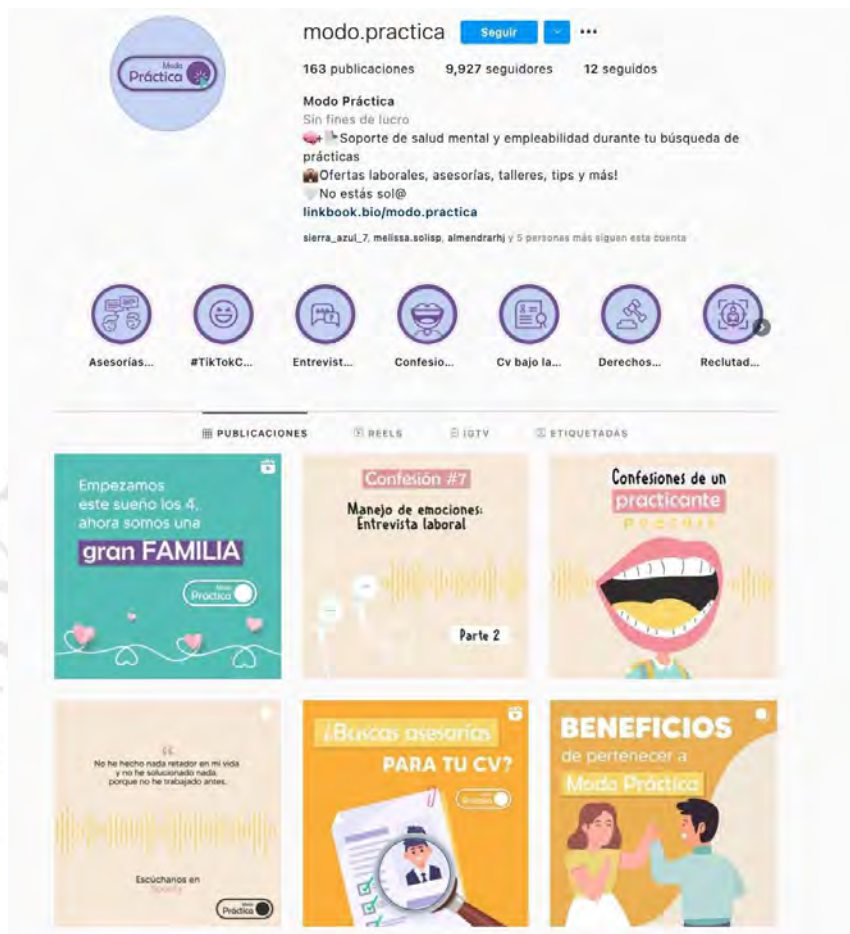 modo.practica Seguir
163 publicaciones 9,927 seguidores 12 seguidos
Modo
Práctica
Modo Práctica
Sin fines de lucro
Soporte de salud mental y empleabilidad durante tu búsqueda de
prácticas
Ofertas laborales, asesorías, talleres, tips y más!
No estás sol@
linkbook.bio/modo.practica
sierra_azul_7, melissa.solisp, almendrarhj y 5 personas más siguen esta cuenta
Asesorías... #TikTokC... Entrevist... Confesio... Cv bajo la... Derechos... Reclutad...
PUBLICACIONES REELS IGTV ETIQUETADAS
Empezamos
este sueño los 4,
ahora somos una
gran FAMILIA
Modo
Práctica
Confesión #7
Manejo de emociones:
Entrevista laboral
Parte 2
Confesiones de un
practicante
PODCAST
No he hecho nada retador en mi vida
y no he solucionado nada,
porque no he trabajado antes.
Escúchanos en
Spotify
Modo
Práctica
¿Buscas asesorías
PARA TU CV?
Práctica
BENEFICIOS
de pertenecer a
Modo Práctica